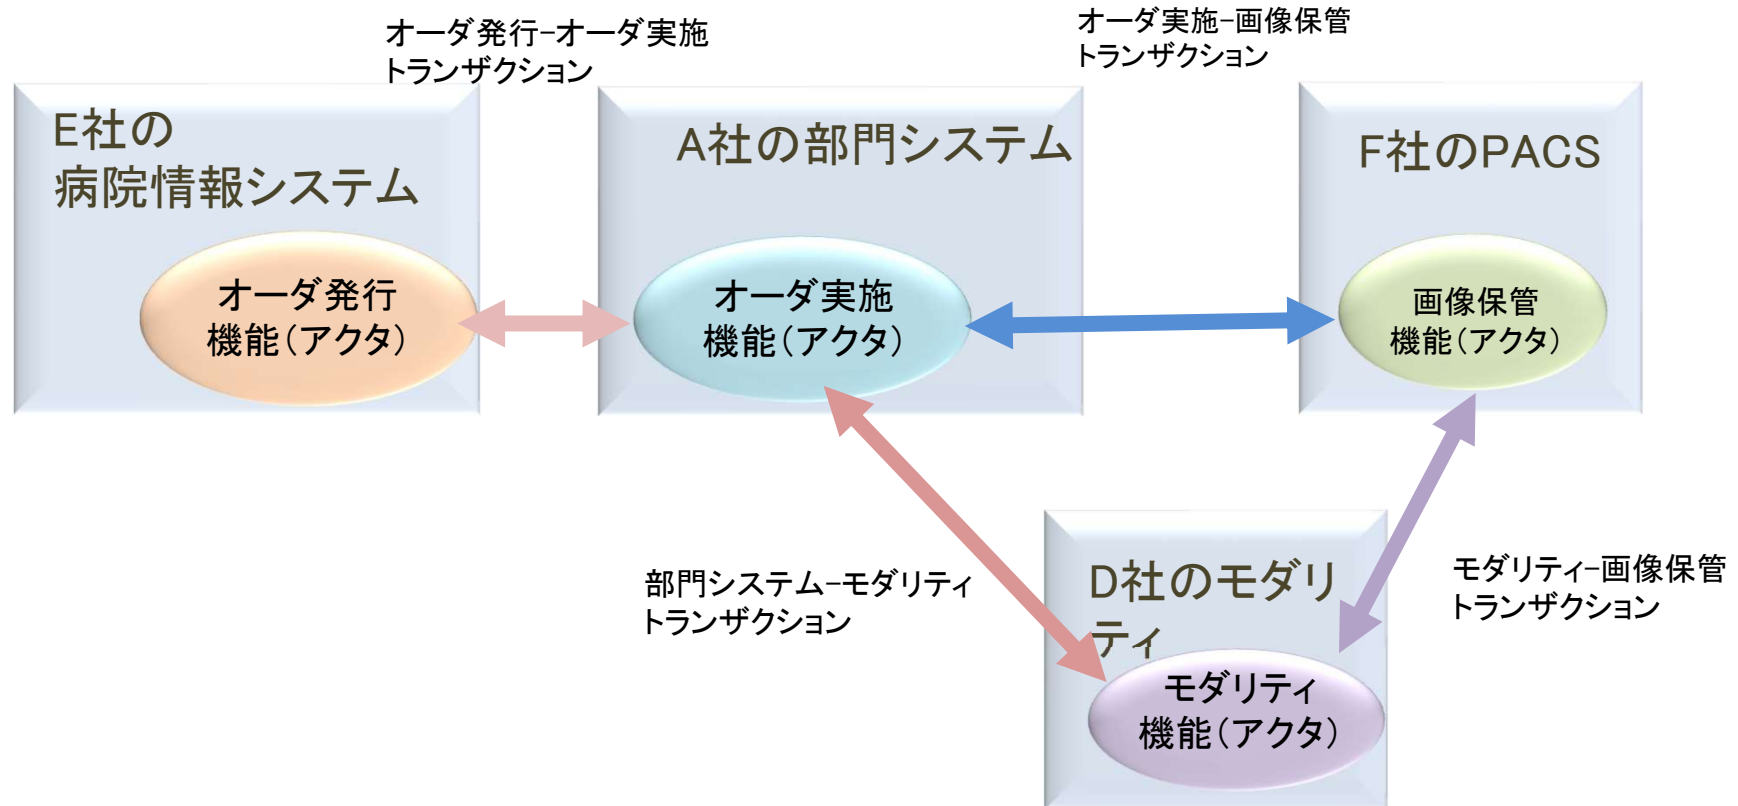 オーダ発行-オーダ実施
トランザクション
オーダ実施-画像保管
トランザクション
E社の
病院情報システム
A社の部門システム
F社のPACS
オーダ発行
機能(アクタ)
オーダ実施
機能(アクタ)
画像保管
機能(アクタ)
部門システム-モダリティ
トランザクション
D社のモダリ
ティ
モダリティ-画像保管
トランザクション
モダリティ
機能(アクタ)